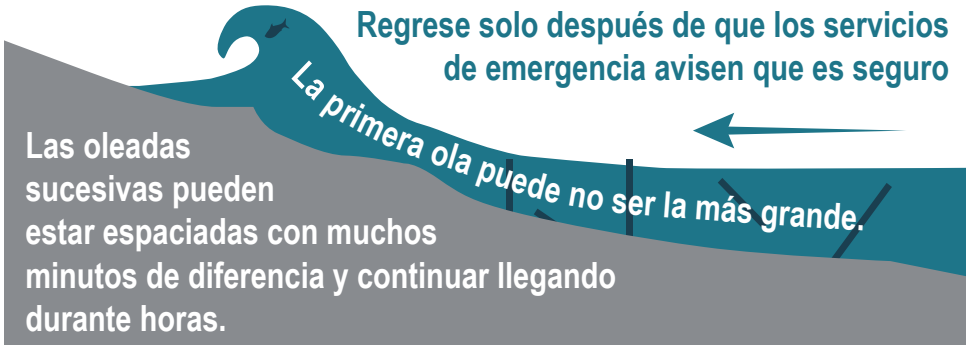 Regrese solo después de que los servicios
de emergencia avisen que es seguro
La primera ola puede no ser la más grande.
Las oleadas
sucesivas pueden
estar espaciadas con muchos
minutos de diferencia y continuar llegando
durante horas.